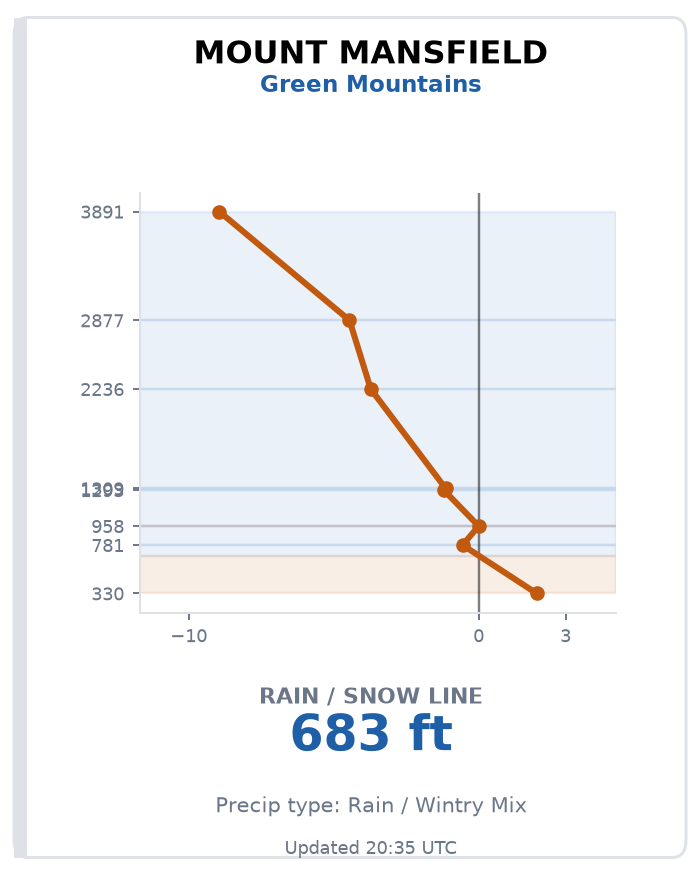 MOUNT MANSFIELD
Green Mountains
3891
2877
2236
958
781
330
−10
0
3
RAIN / SNOW LINE
683 ft
Precip type: Rain / Wintry Mix
Updated 20:35 UTC